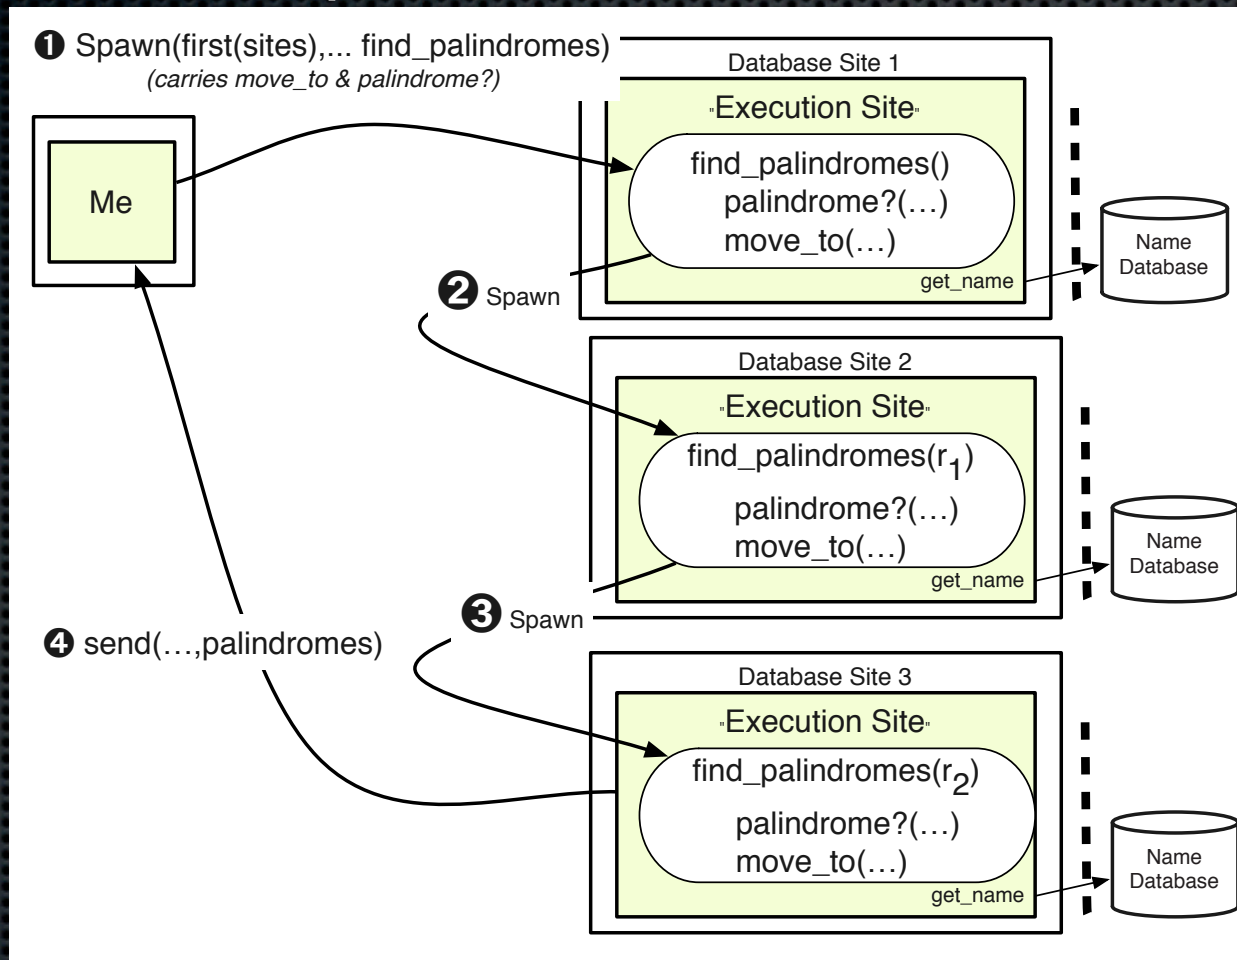 ❶ Spawn(first(sites),... find_palindromes)
(carries move_to & palindrome?)
Me
Database Site 1
"Execution Site"
find_palindromes()
palindrome?(…)
move_to(…)
get_name
Name
Database
❷ Spawn
Database Site 2
"Execution Site"
find_palindromes(r₁)
palindrome?(…)
move_to(…)
get_name
Name
Database
❸ Spawn
❹ send(…,palindromes)
Database Site 3
"Execution Site"
find_palindromes(r₂)
palindrome?(…)
move_to(…)
get_name
Name
Database